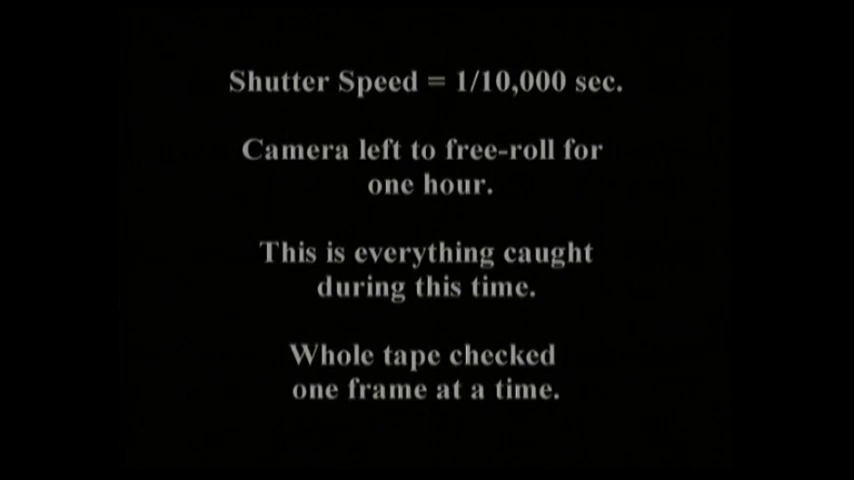 Shutter Speed = 1/10,000 sec.
Camera left to free-roll for
one hour.
This is everything caught
during this time.
Whole tape checked
one frame at a time.